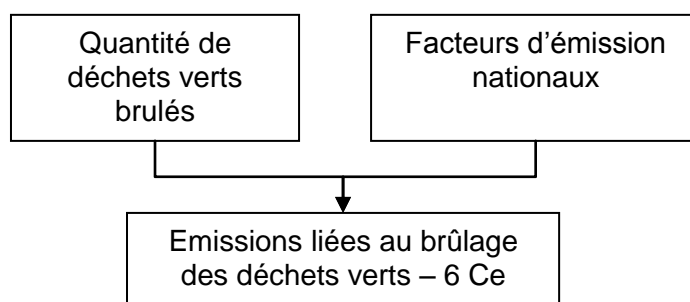 Quantité de
déchets verts
brulés
Facteurs d’émission
nationaux
Emissions liées au brûlage
des déchets verts – 6 Ce